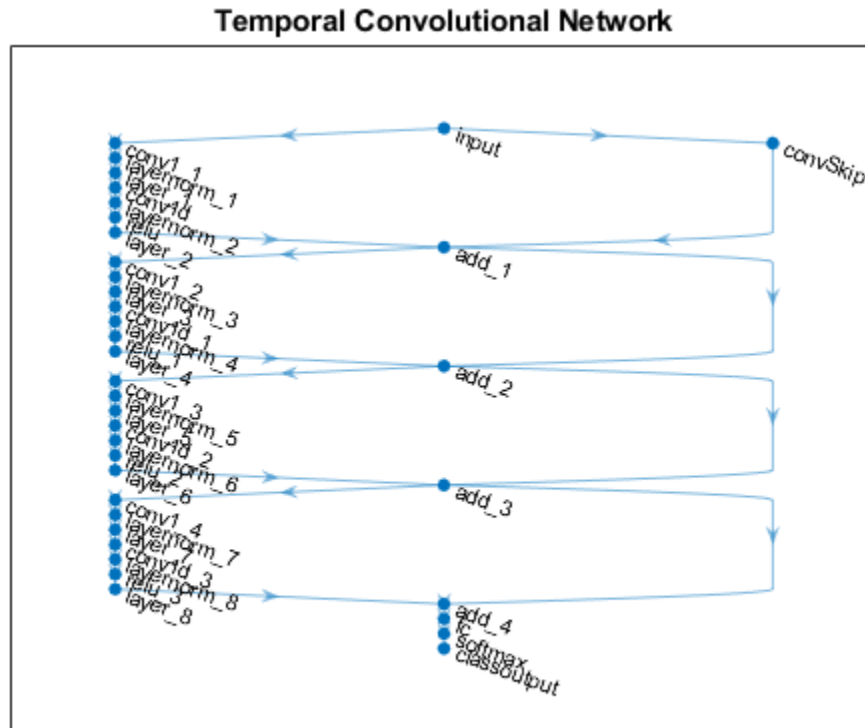 Temporal Convolutional Network
input
convSkip
conv1_1
layernorm_1
layer_1
conv1d
layernorm_2
relu
layer_2
add_1
conv1_2
layernorm_3
layer_3
conv1d_1
layernorm_4
relu_1
layer_4
add_2
conv1_3
layernorm_5
layer_5
conv1d_2
layernorm_6
relu_2
layer_6
add_3
conv1_4
layernorm_7
layer_7
conv1d_3
layernorm_8
relu_3
layer_8
add_4
fc
softmax
classoutput